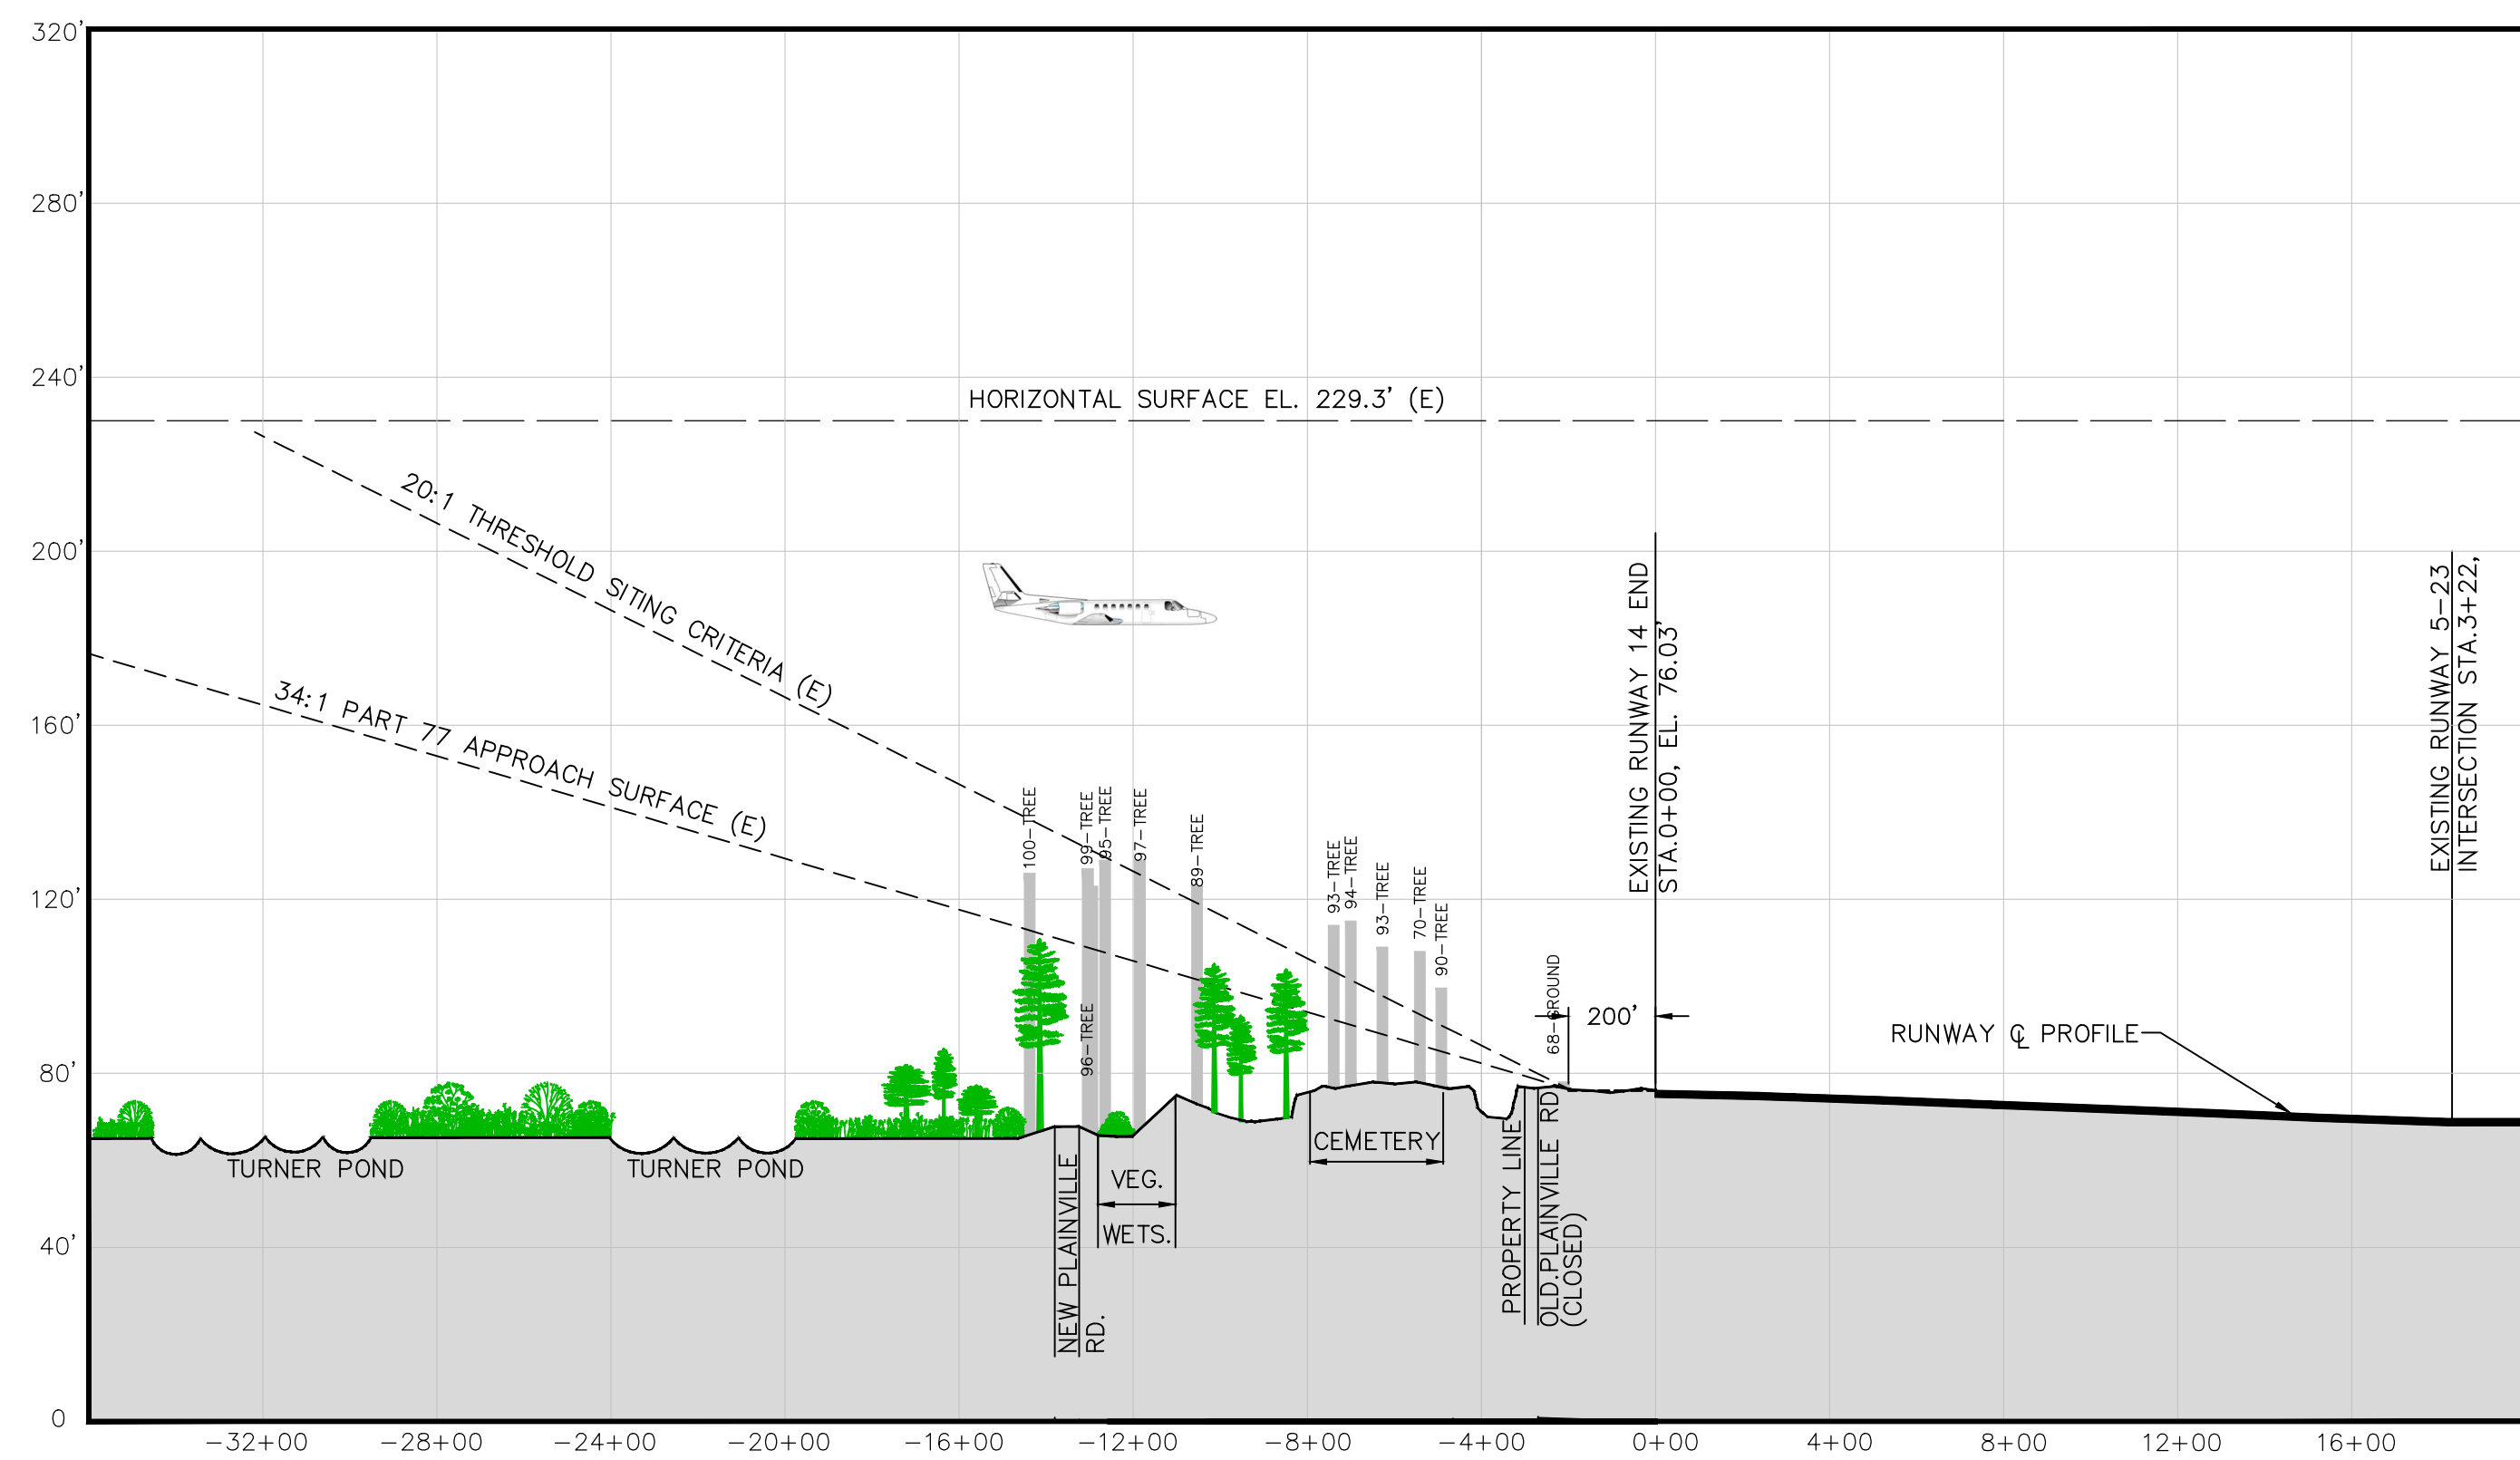 320'
280'
240'
200'
160'
120'
80'
40'
0
HORIZONTAL SURFACE EL. 229.3' (E)
20:1 THRESHOLD SITING CRITERIA (E)
34:1 PART 77 APPROACH SURFACE (E)
100-TREE
99-TREE
96-TREE
95-TREE
97-TREE
89-TREE
93-TREE
94-TREE
93-TREE
70-TREE
90-TREE
68-GROUND
200'
EXISTING RUNWAY 14 END
STA.0+00, EL. 76.03'
EXISTING RUNWAY 5-23
INTERSECTION STA.3+22,
RUNWAY ℄ PROFILE
TURNER POND
TURNER POND
NEW PLAINVILLE
RD.
VEG.
WETS.
CEMETERY
PROPERTY LINE
OLD.PLAINVILLE RD
(CLOSED)
-32+00
-28+00
-24+00
-20+00
-16+00
-12+00
-8+00
-4+00
0+00
4+00
8+00
12+00
16+00